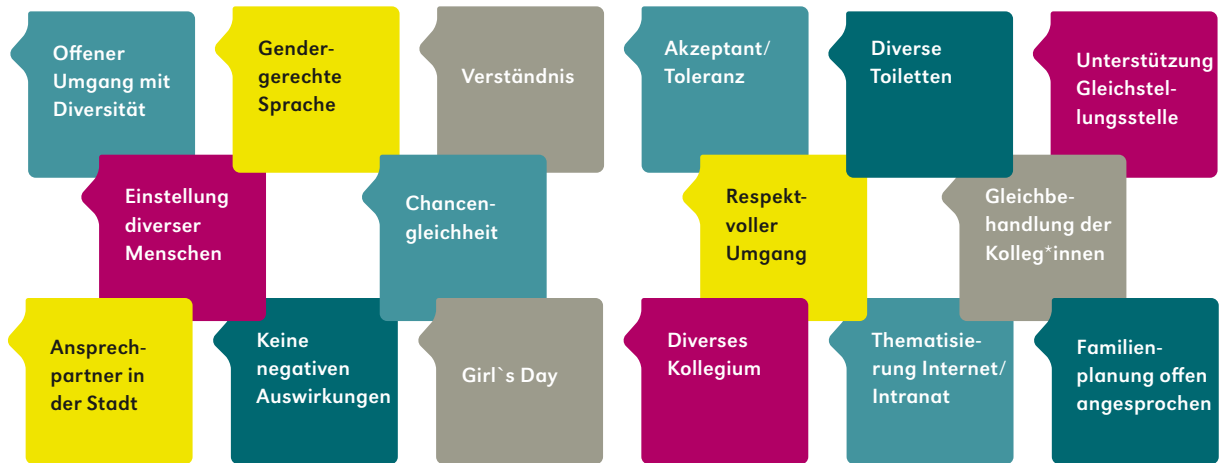 Offener
Umgang mit
Diversität
Gender-
gerechte
Sprache
Verständnis
Akzeptant/
Toleranz
Diverse
Toiletten
Unterstützung
Gleichstel-
lungsstelle
Einstellung
diverser
Menschen
Chancen-
gleichheit
Respekt-
voller
Umgang
Gleichbe-
handlung der
Kolleg*innen
Ansprech-
partner in
der Stadt
Keine
negativen
Auswirkungen
Girl`s Day
Diverses
Kollegium
Thematisie-
rung Internet/
Intranat
Familien-
planung offen
angesprochen